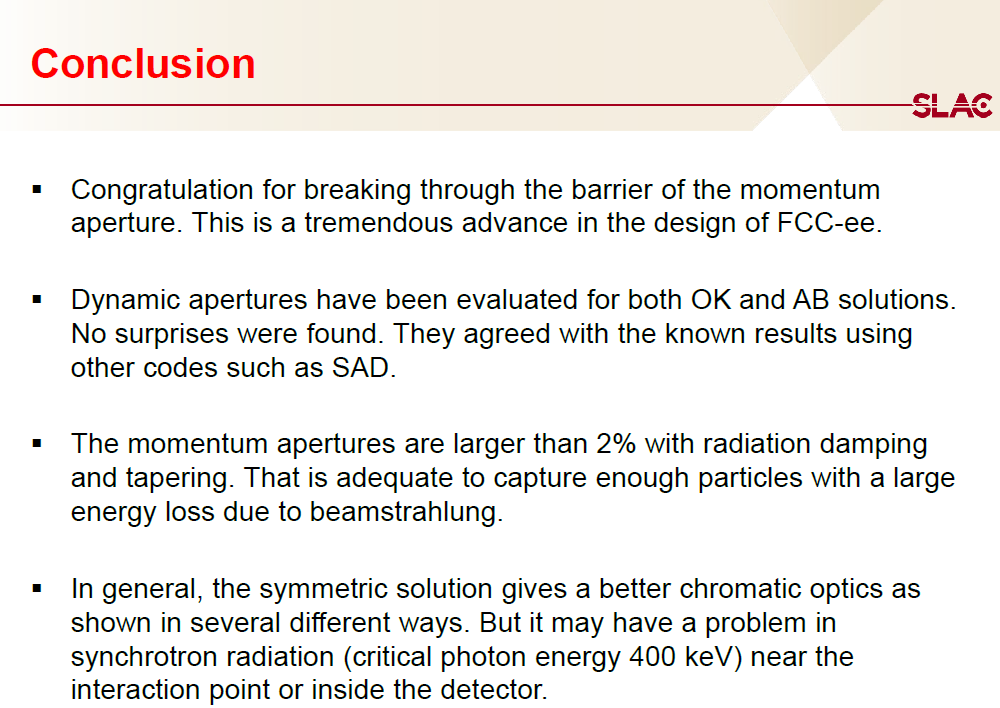 Conclusion
SLAC
▪ Congratulation for breaking through the barrier of the momentum
aperture. This is a tremendous advance in the design of FCC-ee.
▪ Dynamic apertures have been evaluated for both OK and AB solutions.
No surprises were found. They agreed with the known results using
other codes such as SAD.
▪ The momentum apertures are larger than 2% with radiation damping
and tapering. That is adequate to capture enough particles with a large
energy loss due to beamstrahlung.
▪ In general, the symmetric solution gives a better chromatic optics as
shown in several different ways. But it may have a problem in
synchrotron radiation (critical photon energy 400 keV) near the
interaction point or inside the detector.